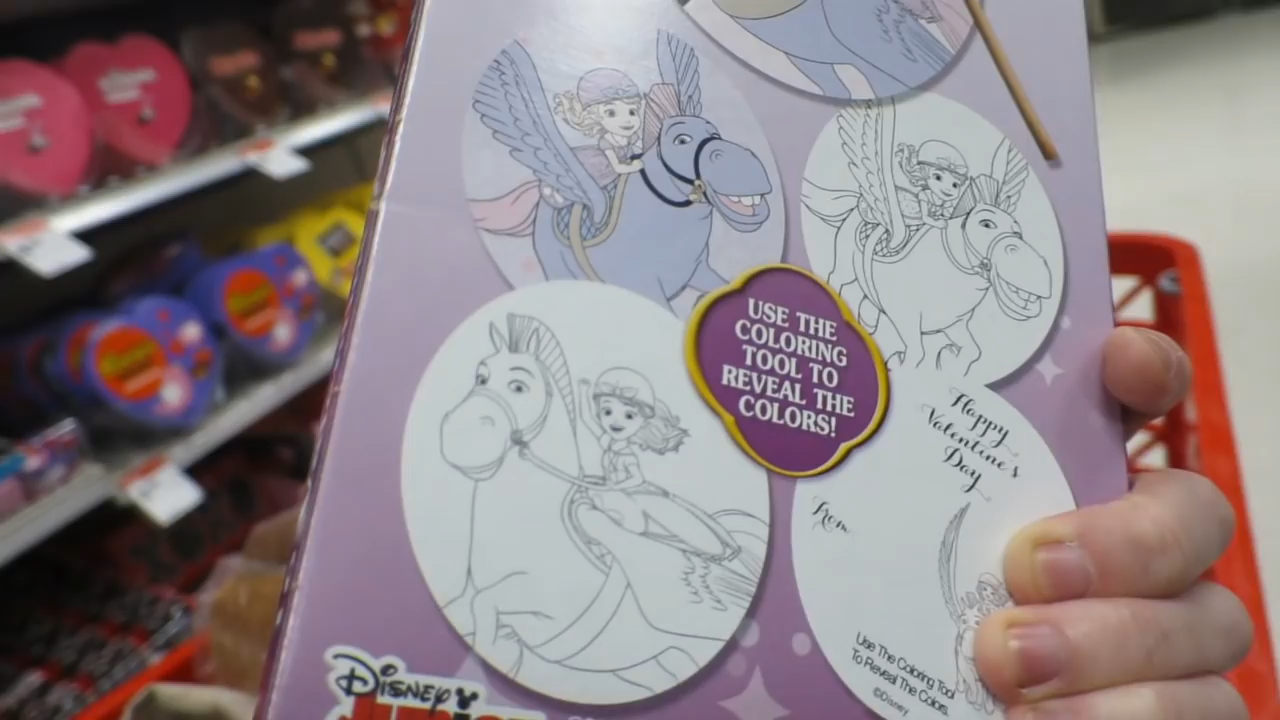 USE THE
COLORING
TOOL TO
REVEAL THE
COLORS!
Happy
Valentine's
Day
From
Use The Coloring Tool
To Reveal The Colors.
©Disney
DISNEY
JUNIOR